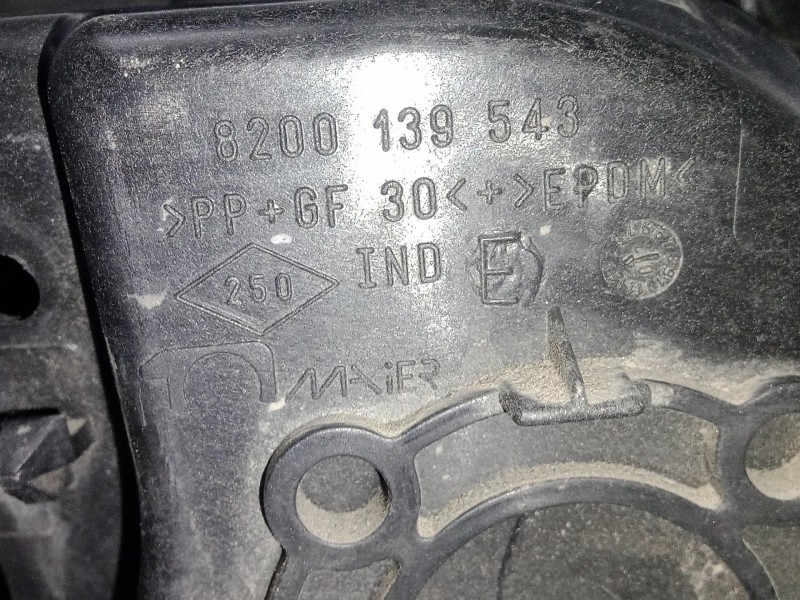 8200 139 543
>PP+GF 30<+>EPDM<
250 IND E
MAIER